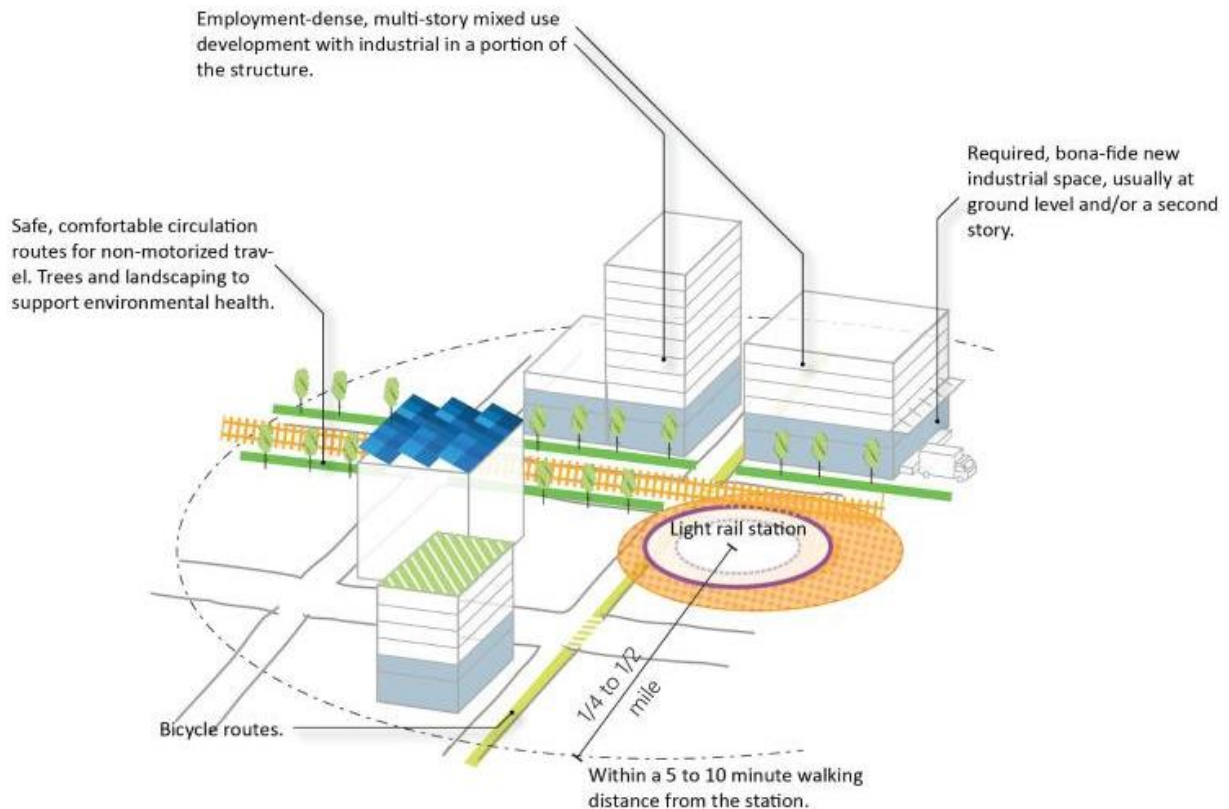 Employment-dense, multi-story mixed use
development with industrial in a portion of
the structure.
Required, bona-fide new
industrial space, usually at
ground level and/or a second
story.
Safe, comfortable circulation
routes for non-motorized trav-
el. Trees and landscaping to
support environmental health.
Light rail station
1/4 to 1/2
mile
Bicycle routes.
Within a 5 to 10 minute walking
distance from the station.